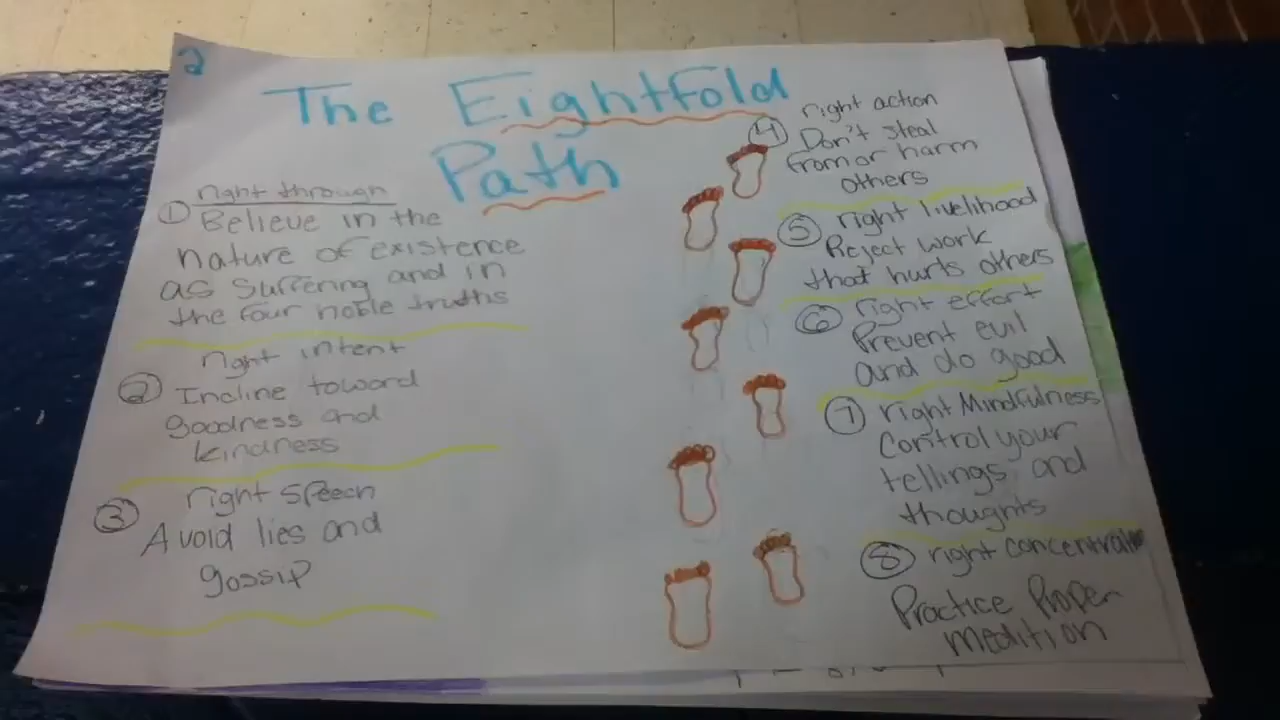 2
The Eightfold
Path
right through
① Believe in the
nature of existence
as suffering and in
the four noble truths
right intent
② Incline toward
goodness and
kindness
right speech
③ Avoid lies and
gossip
right action
④ Don't steal
from or harm
others
⑤ right livelihood
Reject work
that hurts others
right effort
⑥ Prevent evil
and do good
⑦ right Mindfulness
Control your
tellings and
thoughts
⑧ right concentrate
Practice Proper
medition